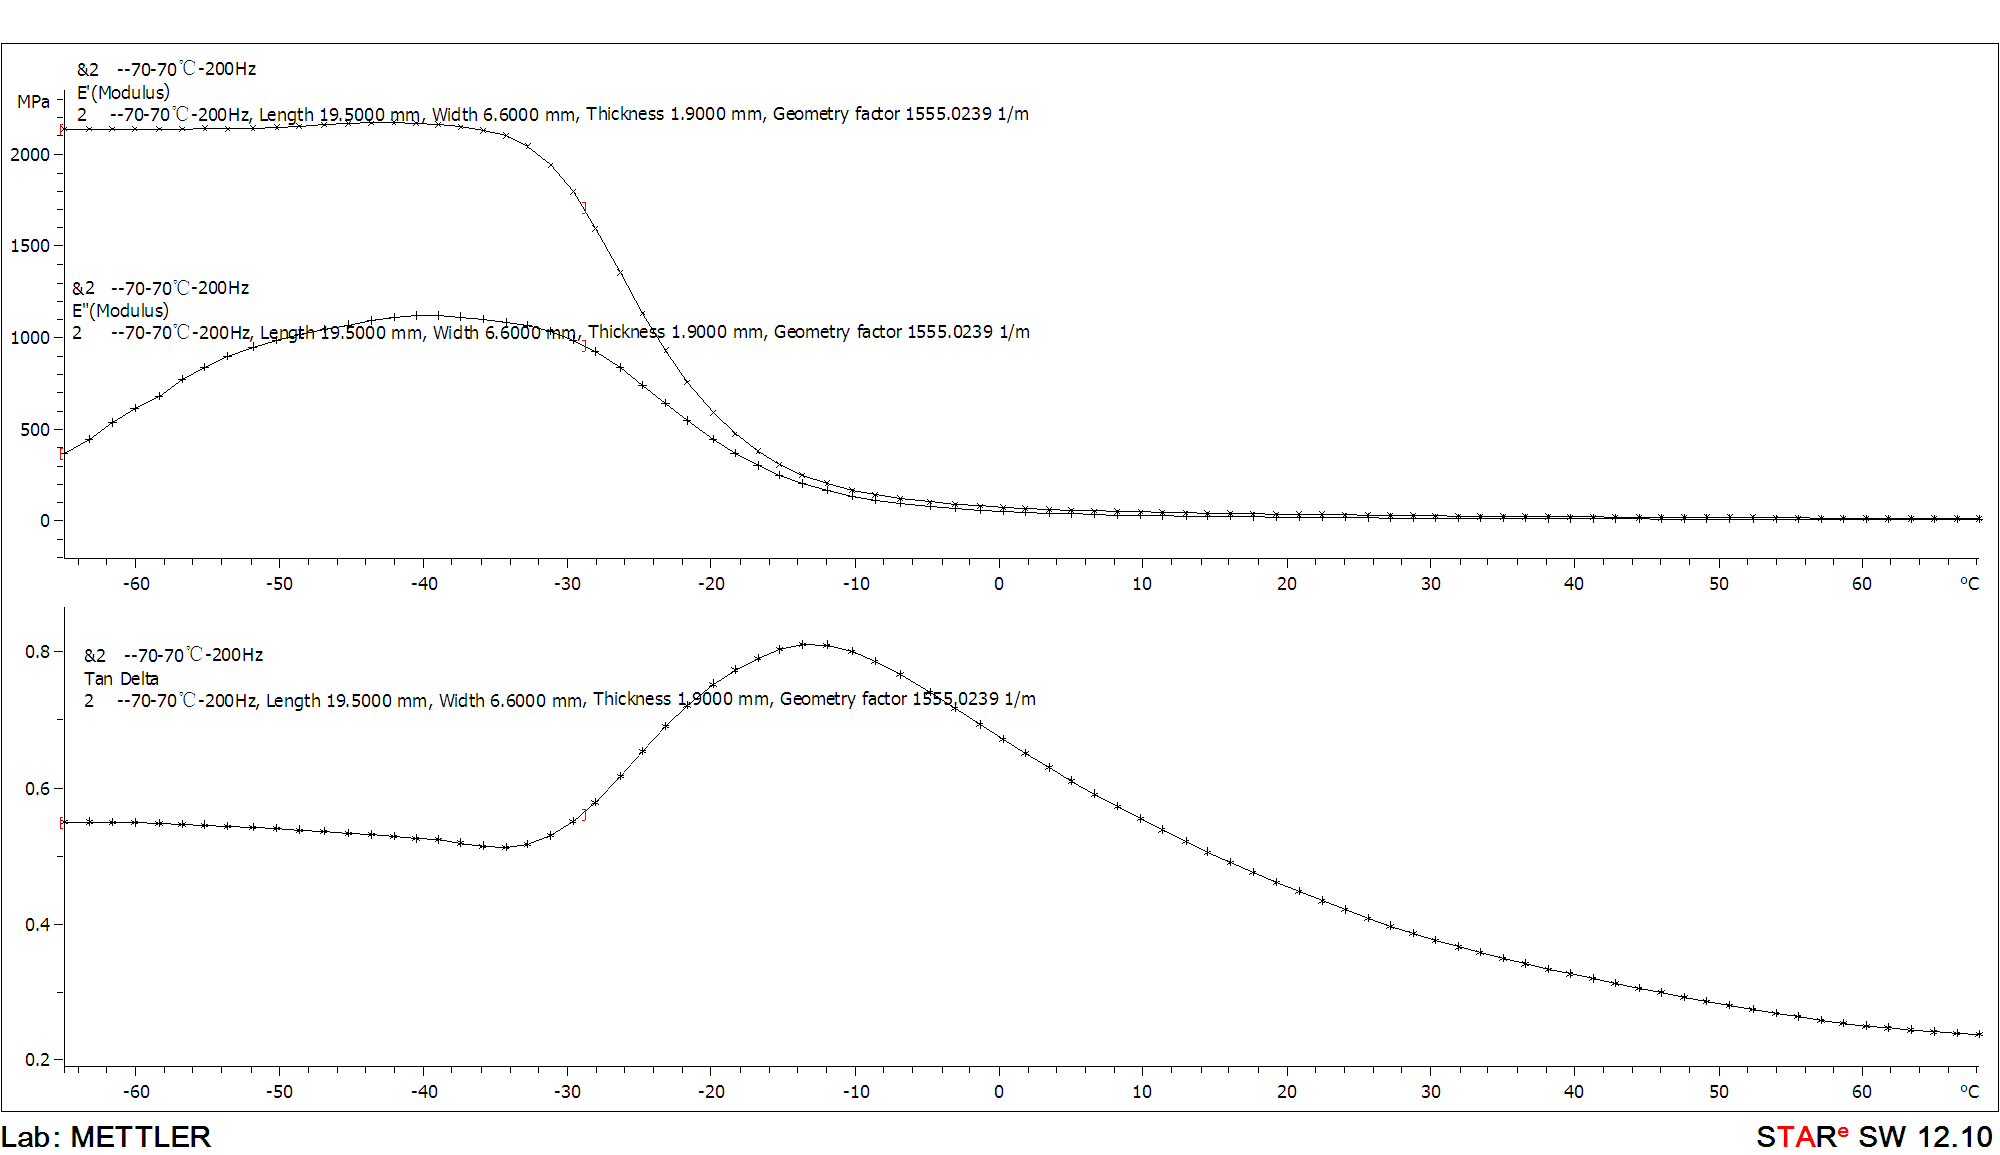 &2 --70-70℃-200Hz
E'(Modulus)
MPa
2 --70-70℃-200Hz, Length 19.5000 mm, Width 6.6000 mm, Thickness 1.9000 mm, Geometry factor 1555.0239 1/m
2000
1500
&2 --70-70℃-200Hz
E"(Modulus)
2 --70-70℃-200Hz, Length 19.5000 mm, Width 6.6000 mm, Thickness 1.9000 mm, Geometry factor 1555.0239 1/m
1000
500
0
-60 -50 -40 -30 -20 -10 0 10 20 30 40 50 60 ºC
0.8
&2 --70-70℃-200Hz
Tan Delta
2 --70-70℃-200Hz, Length 19.5000 mm, Width 6.6000 mm, Thickness 1.9000 mm, Geometry factor 1555.0239 1/m
0.6
0.4
0.2
-60 -50 -40 -30 -20 -10 0 10 20 30 40 50 60 ºC
Lab: METTLER STARe SW 12.10